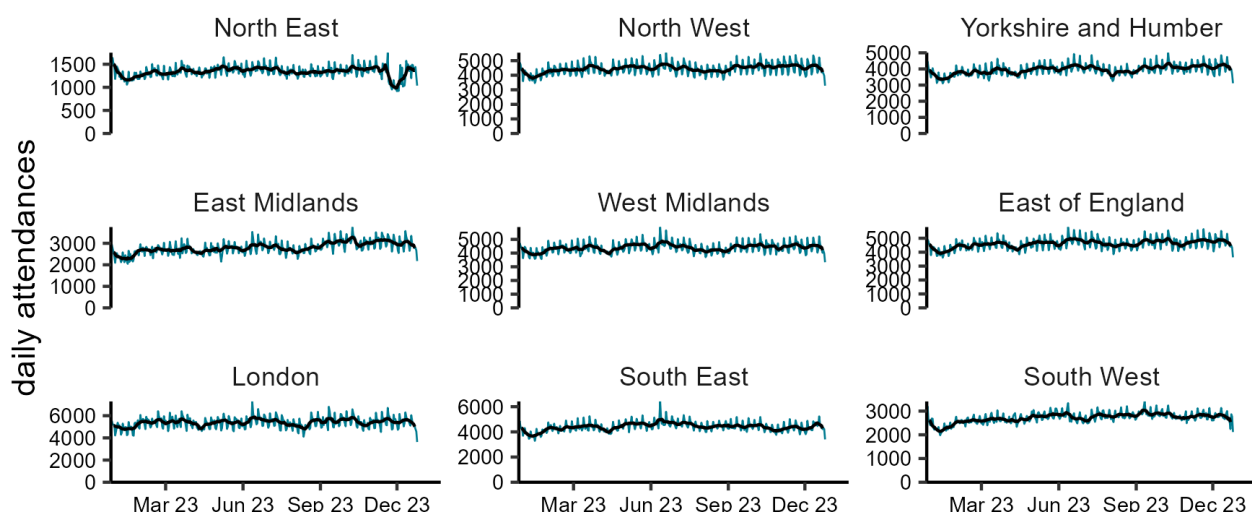 North East North West Yorkshire and Humber
1500 5000 5000
1000 4000 4000
500 3000 3000
0 2000 2000
1000 1000
0 0
daily attendances
East Midlands West Midlands East of England
3000 5000 5000
2000 4000 4000
1000 3000 3000
0 2000 2000
1000 1000
0 0
London South East South West
6000 6000 3000
4000 4000 2000
2000 2000 1000
0 0 0
Mar 23 Jun 23 Sep 23 Dec 23 Mar 23 Jun 23 Sep 23 Dec 23 Mar 23 Jun 23 Sep 23 Dec 23